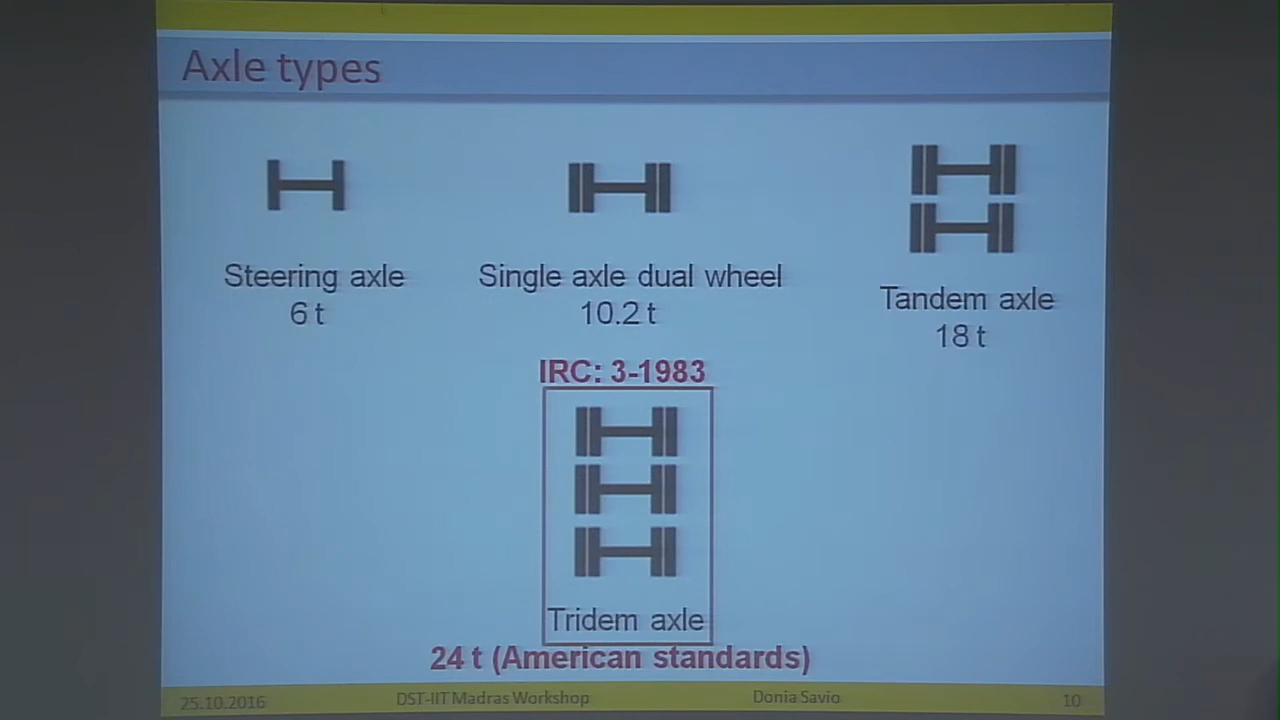 Axle types
Steering axle
6 t
Single axle dual wheel
10.2 t
Tandem axle
18 t
IRC: 3-1983
Tridem axle
24 t (American standards)
25.10.2016
DST-IIT Madras Workshop
Donia Savio
10